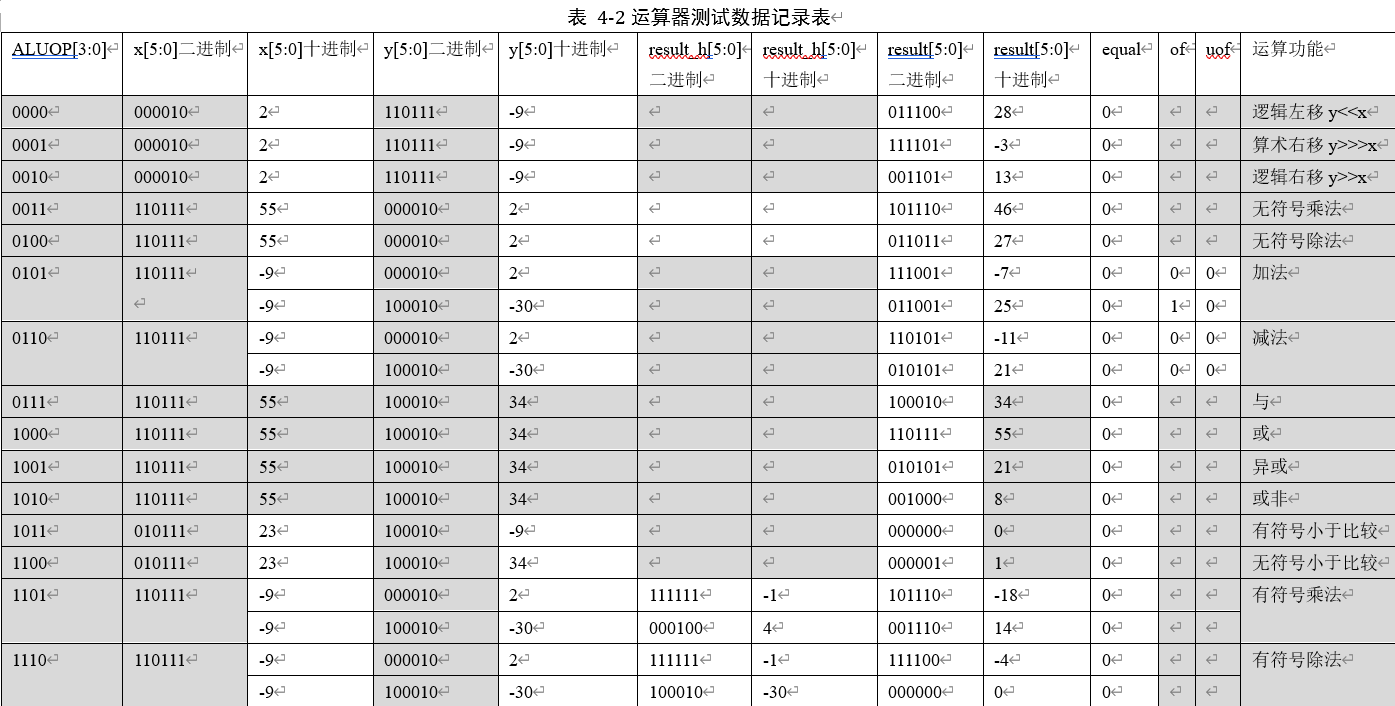 表 4-2 运算器测试数据记录表
ALUOP[3:0] x[5:0]二进制 x[5:0]十进制 y[5:0]二进制 y[5:0]十进制 result_h[5:0]二进制 result_h[5:0]十进制 result[5:0]二进制 result[5:0]十进制 equal of uof 运算功能
0000 000010 2 110111 -9 011100 28 0 逻辑左移 y<<x
0001 000010 2 110111 -9 111101 -3 0 算术右移 y>>>x
0010 000010 2 110111 -9 001101 13 0 逻辑右移 y>>x
0011 110111 55 000010 2 101110 46 0 无符号乘法
0100 110111 55 000010 2 011011 27 0 无符号除法
0101 110111 -9 000010 2 111001 -7 0 0 0 加法
-9 100010 -30 011001 25 0 1 0
0110 110111 -9 000010 2 110101 -11 0 0 0 减法
-9 100010 -30 010101 21 0 0 0
0111 110111 55 100010 34 100010 34 0 与
1000 110111 55 100010 34 110111 55 0 或
1001 110111 55 100010 34 010101 21 0 异或
1010 110111 55 100010 34 001000 8 0 或非
1011 010111 23 100010 -9 000000 0 0 有符号小于比较
1100 010111 23 100010 34 000001 1 0 无符号小于比较
1101 110111 -9 000010 2 111111 -1 101110 -18 0 有符号乘法
-9 100010 -30 000100 4 001110 14 0
1110 110111 -9 000010 2 111111 -1 111100 -4 0 有符号除法
-9 100010 -30 100010 -30 000000 0 0